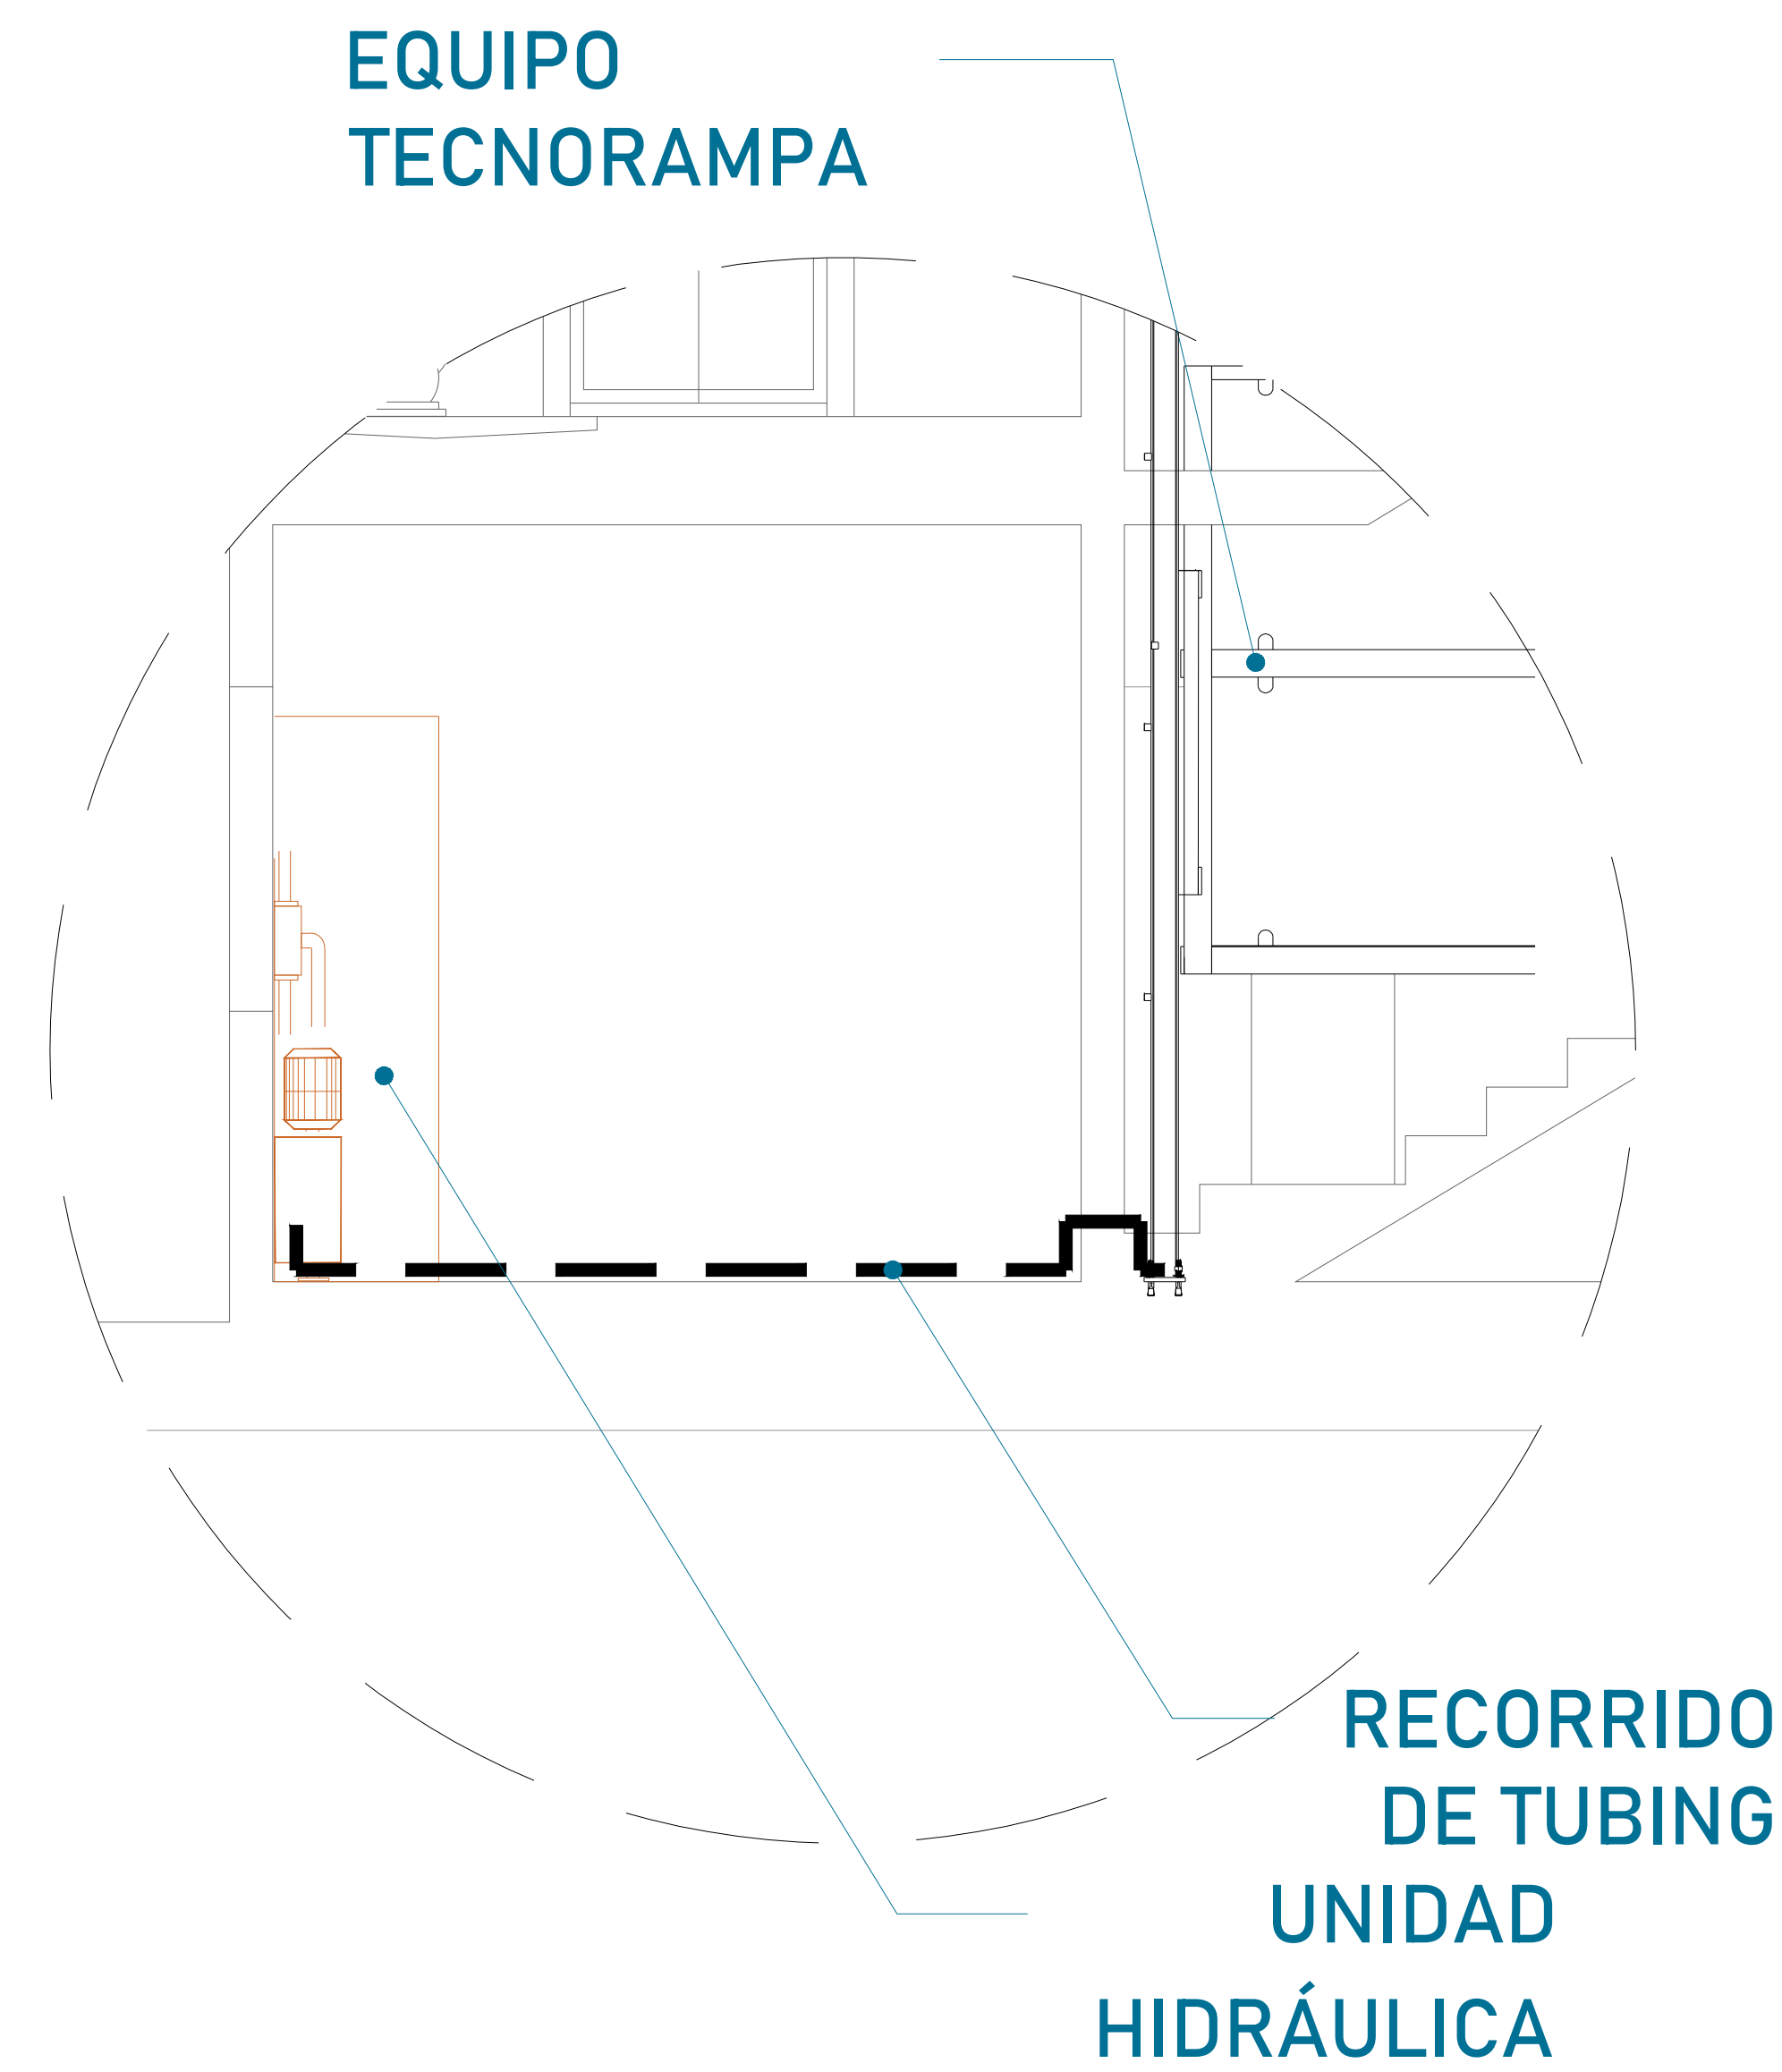 EQUIPO
TECNORAMPA
RECORRIDO
DE TUBING
UNIDAD
HIDRÁULICA